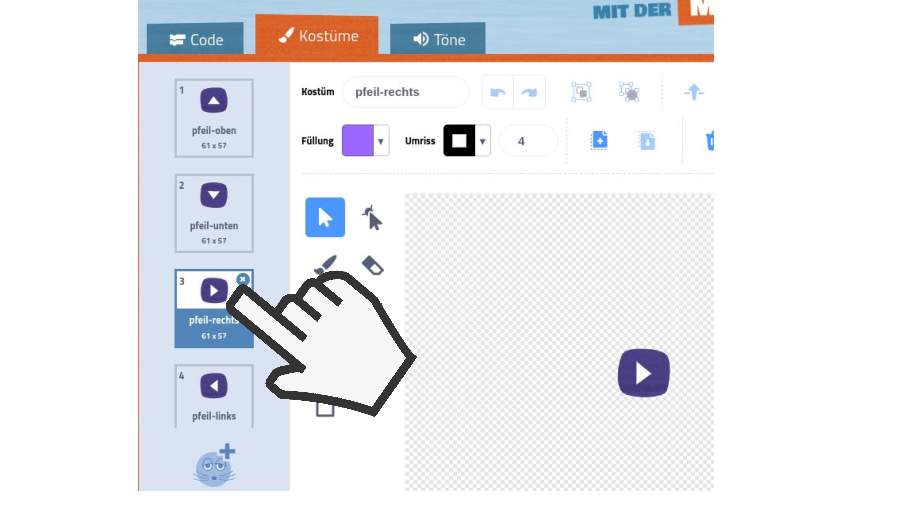 MIT DER M
Code
Kostüme
Töne
1
pfeil-oben
61 x 57
2
pfeil-unten
61 x 57
3
pfeil-rechts
61 x 57
4
pfeil-links
Kostüm pfeil-rechts
Füllung Umriss 4